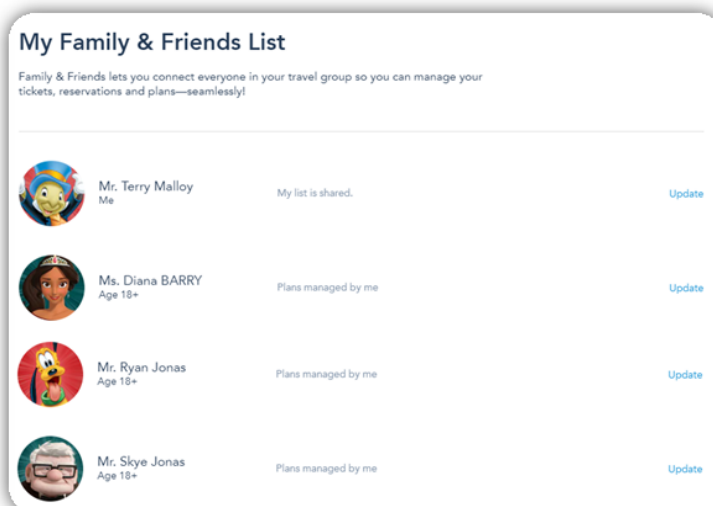 My Family & Friends List
Family & Friends lets you connect everyone in your travel group so you can manage your
tickets, reservations and plans—seamlessly!
Mr. Terry Malloy
Me
My list is shared.
Update
Ms. Diana BARRY
Age 18+
Plans managed by me
Update
Mr. Ryan Jonas
Age 18+
Plans managed by me
Update
Mr. Skye Jonas
Age 18+
Plans managed by me
Update